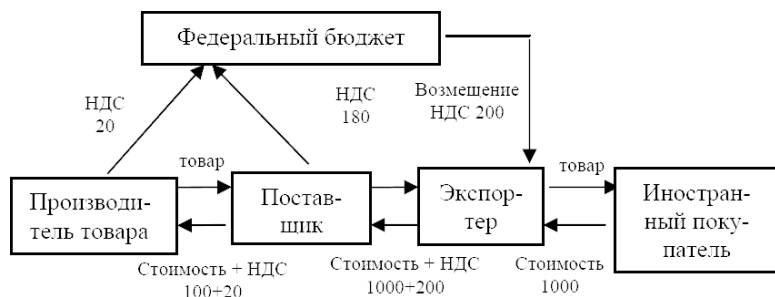 Федеральный бюджет
НДС
20
НДС
180
Возмещение
НДС 200
товар
товар
Производи-
тель товара
Постав-
щик
Экспор-
тер
Иностран-
ный поку-
патель
Стоимость + НДС
100+20
Стоимость + НДС
1000+200
Стоимость
1000